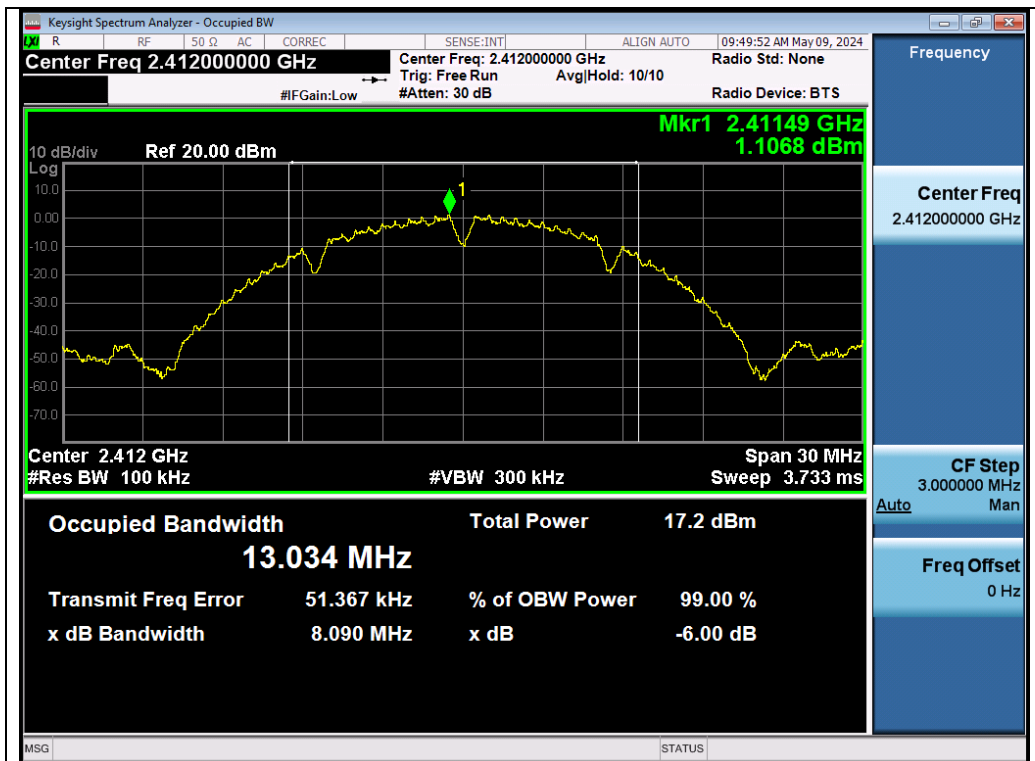 Keysight Spectrum Analyzer - Occupied BW
LXI R RF 50 Ω AC CORREC SENSE:INT ALIGN AUTO 09:49:52 AM May 09, 2024
Center Freq 2.412000000 GHz
#IFGain:Low
Center Freq: 2.412000000 GHz
Trig: Free Run Avg|Hold: 10/10
#Atten: 30 dB
Radio Std: None
Radio Device: BTS
Mkr1 2.41149 GHz
1.1068 dBm
10 dB/div Ref 20.00 dBm
Log
10.0
0.00
-10.0
-20.0
-30.0
-40.0
-50.0
-60.0
-70.0
1
Center 2.412 GHz Span 30 MHz
#Res BW 100 kHz #VBW 300 kHz Sweep 3.733 ms
Occupied Bandwidth Total Power 17.2 dBm
13.034 MHz
Transmit Freq Error 51.367 kHz % of OBW Power 99.00 %
x dB Bandwidth 8.090 MHz x dB -6.00 dB
Frequency
Center Freq
2.412000000 GHz
CF Step
3.000000 MHz
Auto Man
Freq Offset
0 Hz
MSG STATUS